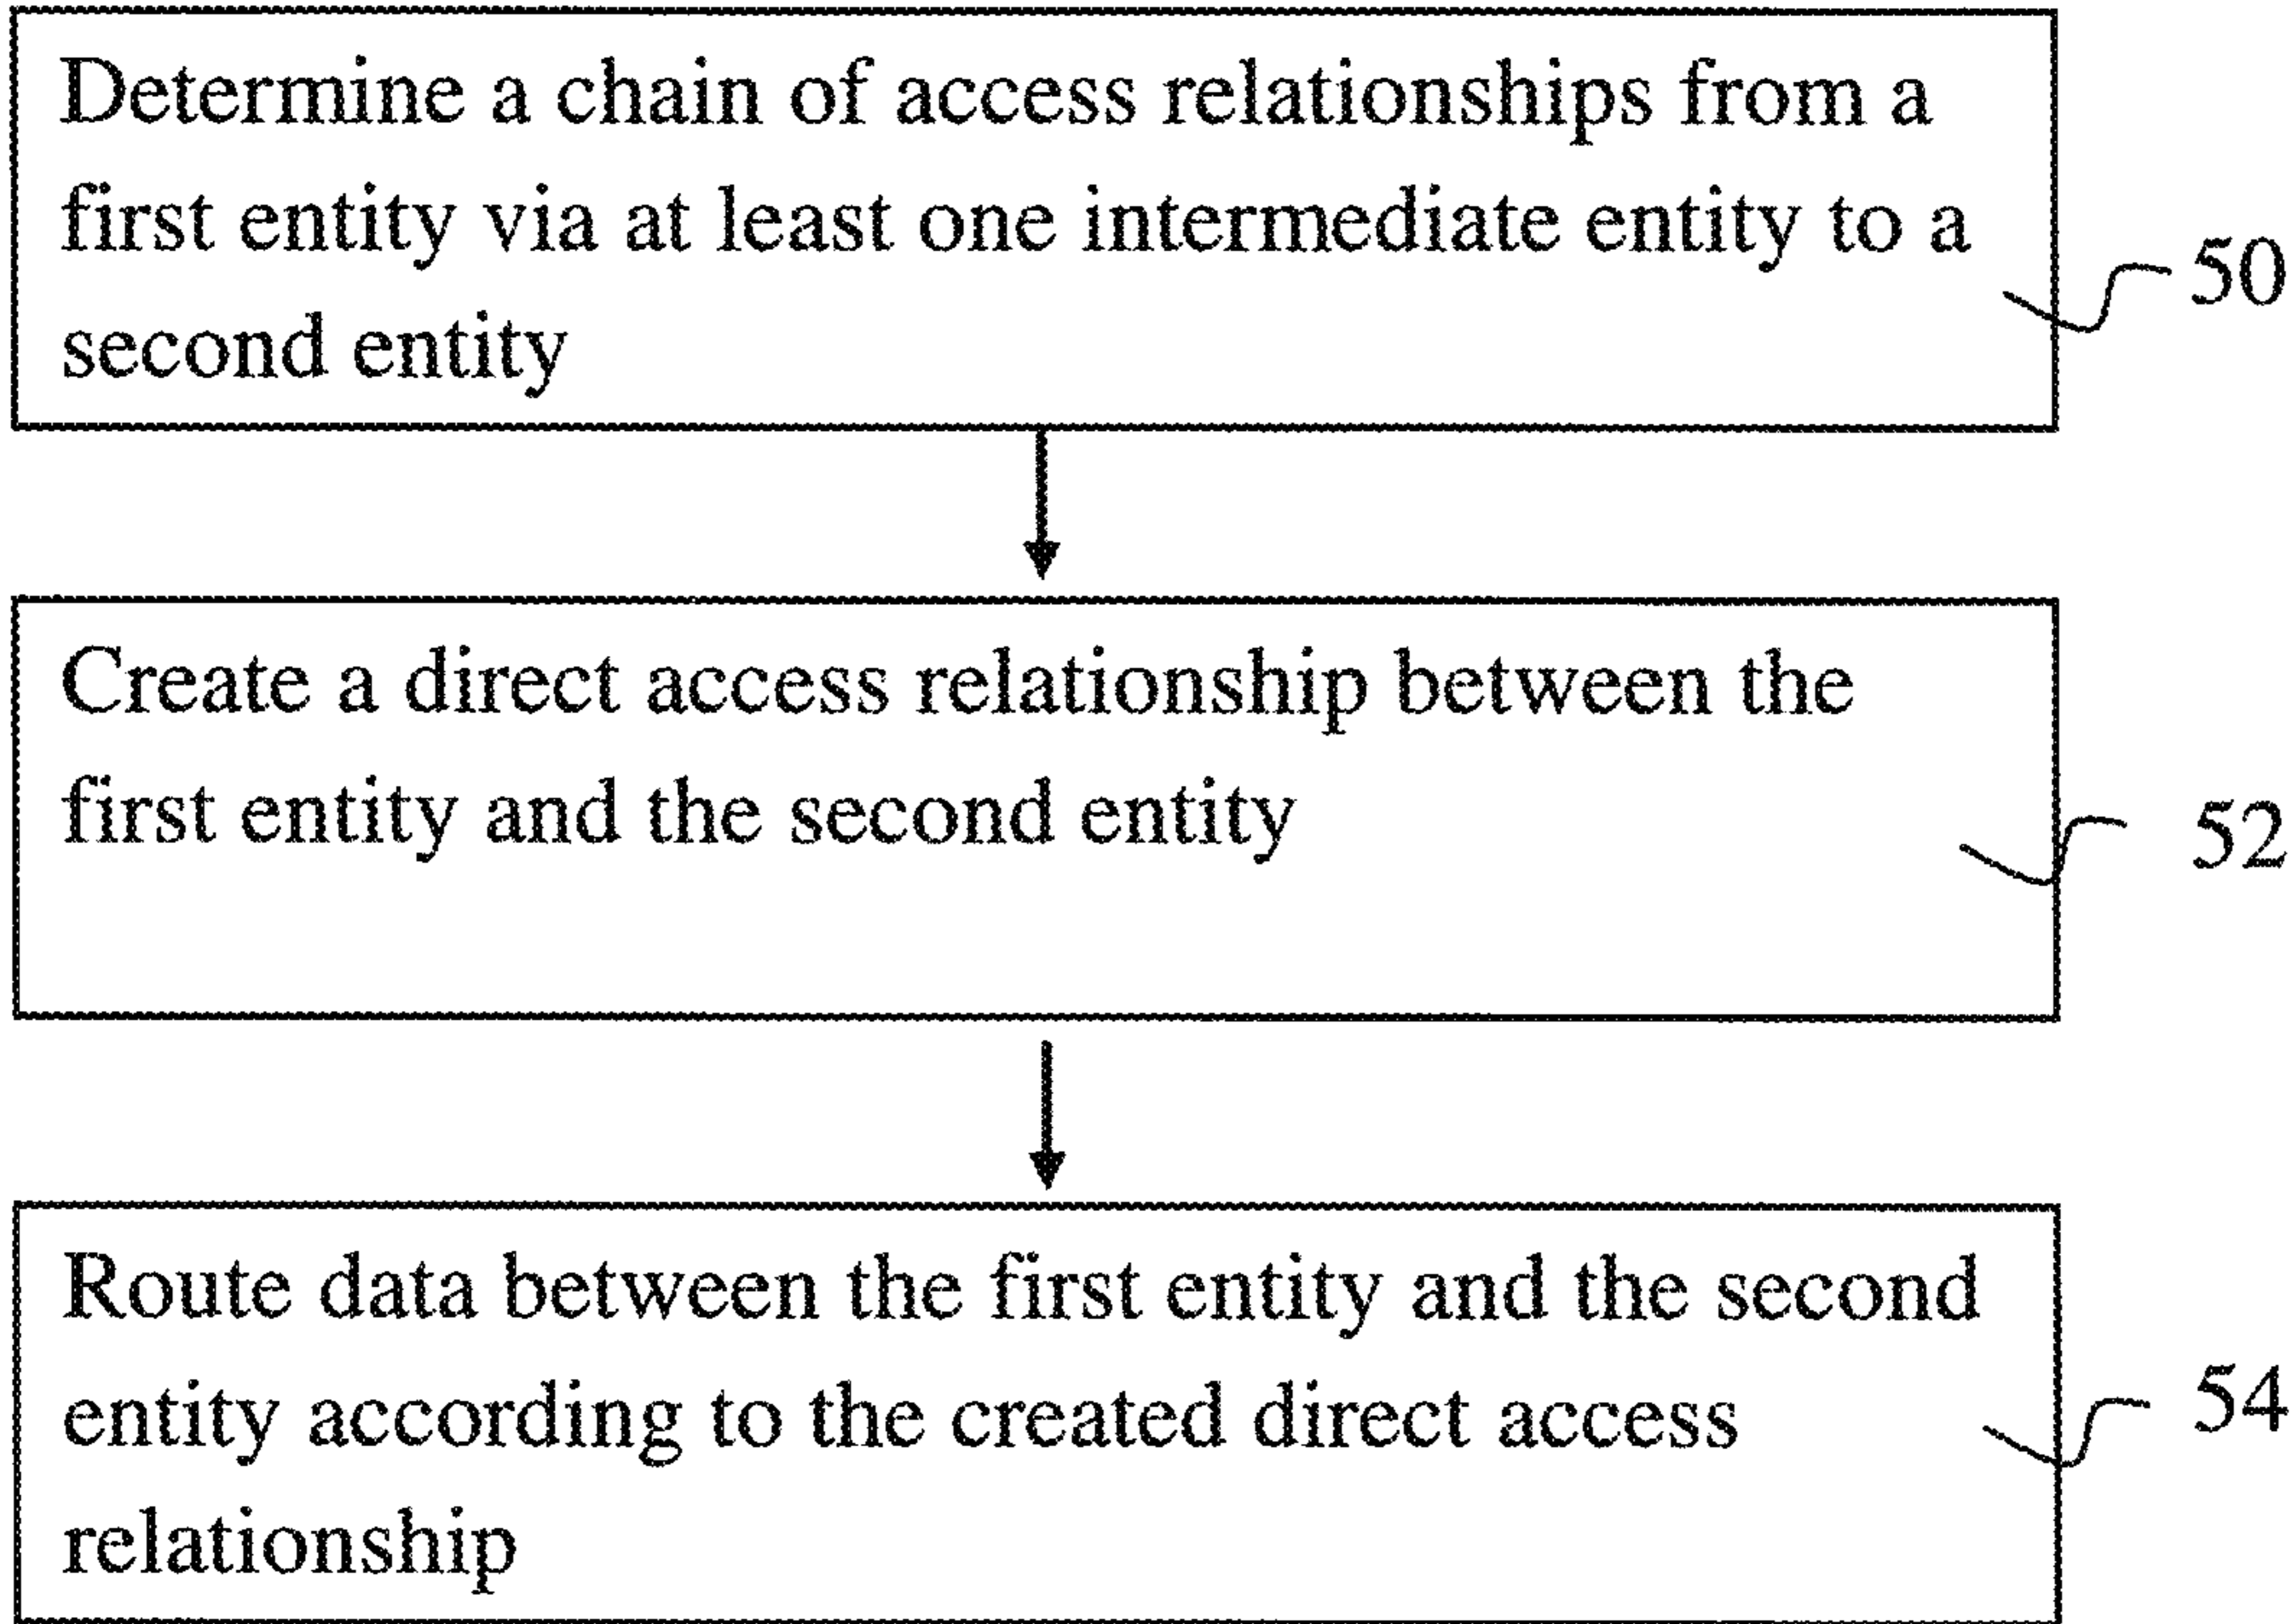 Determine a chain of access relationships from a
first entity via at least one intermediate entity to a
second entity
50
Create a direct access relationship between the
first entity and the second entity
52
Route data between the first entity and the second
entity according to the created direct access
relationship
54